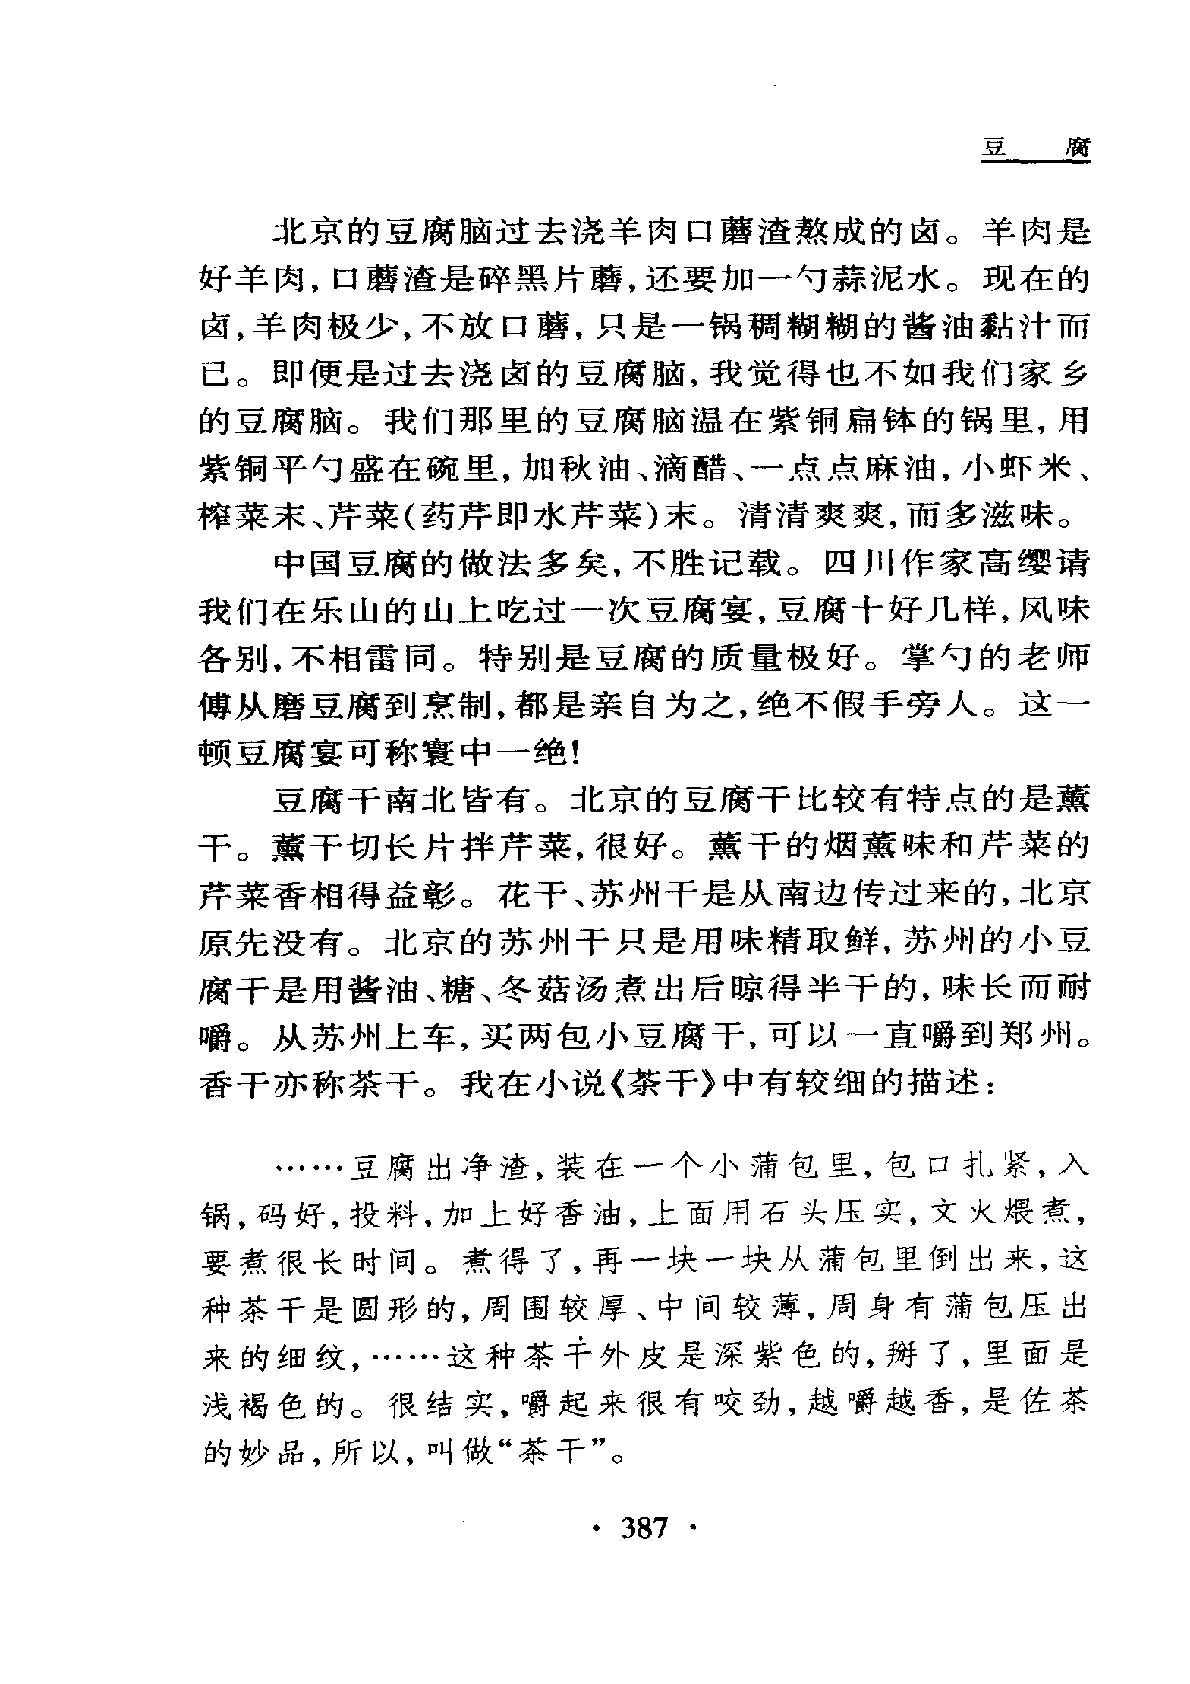 豆　腐
北京的豆腐脑过去浇羊肉口蘑渣熬成的卤。羊肉是
好羊肉,口蘑渣是碎黑片蘑,还要加一勺蒜泥水。现在的
卤,羊肉极少,不放口蘑,只是一锅稠糊糊的酱油黏汁而
已。即便是过去浇卤的豆腐脑,我觉得也不如我们家乡
的豆腐脑。我们那里的豆腐脑温在紫铜扁钵的锅里,用
紫铜平勺盛在碗里,加秋油、滴醋、一点点麻油,小虾米、
榨菜末、芹菜(药芹即水芹菜)末。清清爽爽,而多滋味。
中国豆腐的做法多矣,不胜记载。四川作家高缨请
我们在乐山的山上吃过一次豆腐宴,豆腐十好几样,风味
各别,不相雷同。特别是豆腐的质量极好。掌勺的老师
傅从磨豆腐到烹制,都是亲自为之,绝不假手旁人。这一
顿豆腐宴可称寰中一绝!
豆腐干南北皆有。北京的豆腐干比较有特点的是薰
干。薰干切长片拌芹菜,很好。薰干的烟薰味和芹菜的
芹菜香相得益彰。花干、苏州干是从南边传过来的,北京
原先没有。北京的苏州干只是用味精取鲜,苏州的小豆
腐干是用酱油、糖、冬菇汤煮出后晾得半干的,味长而耐
嚼。从苏州上车,买两包小豆腐干,可以一直嚼到郑州。
香干亦称茶干。我在小说《茶干》中有较细的描述:
……豆腐出净渣,装在一个小蒲包里,包口扎紧,入
锅,码好,投料,加上好香油,上面用石头压实,文火煨煮,
要煮很长时间。煮得了,再一块一块从蒲包里倒出来,这
种茶干是圆形的,周围较厚、中间较薄,周身有蒲包压出
来的细纹,……这种茶干外皮是深紫色的,掰了,里面是
浅褐色的。很结实,嚼起来很有咬劲,越嚼越香,是佐茶
的妙品,所以,叫做“茶干”。
· 387 ·